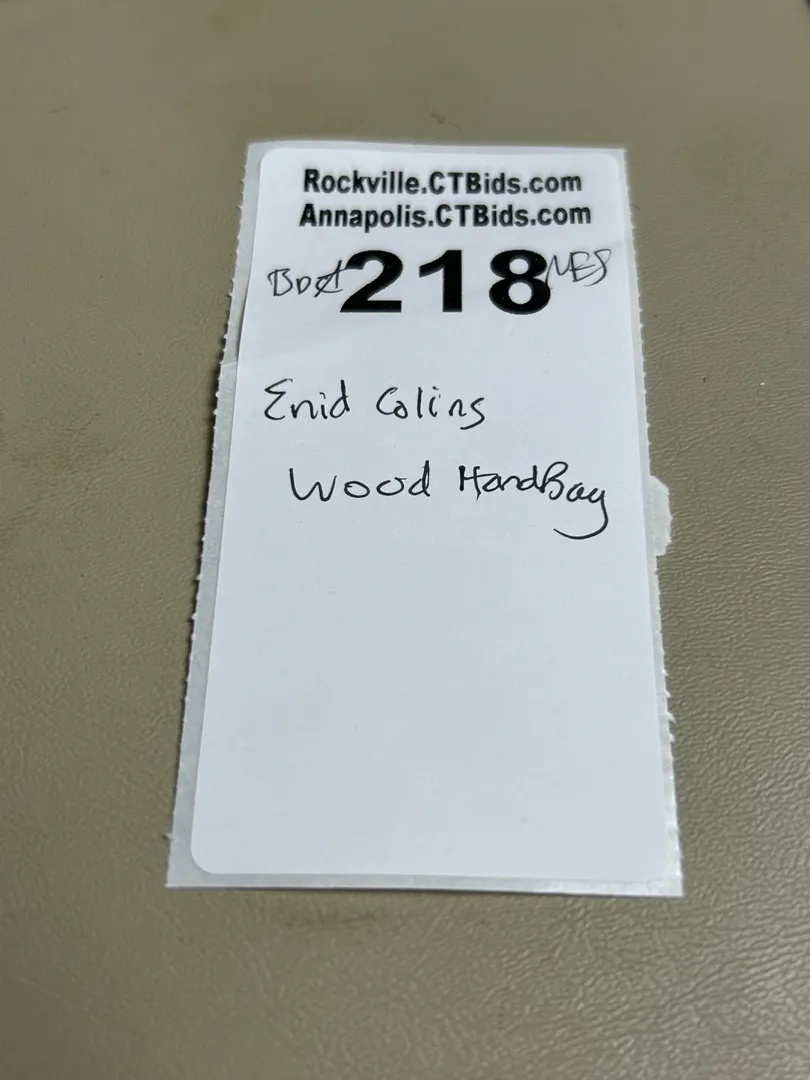 Rockville.CTBids.com
Annapolis.CTBids.com
218
Enid Colins
Wood HandBag